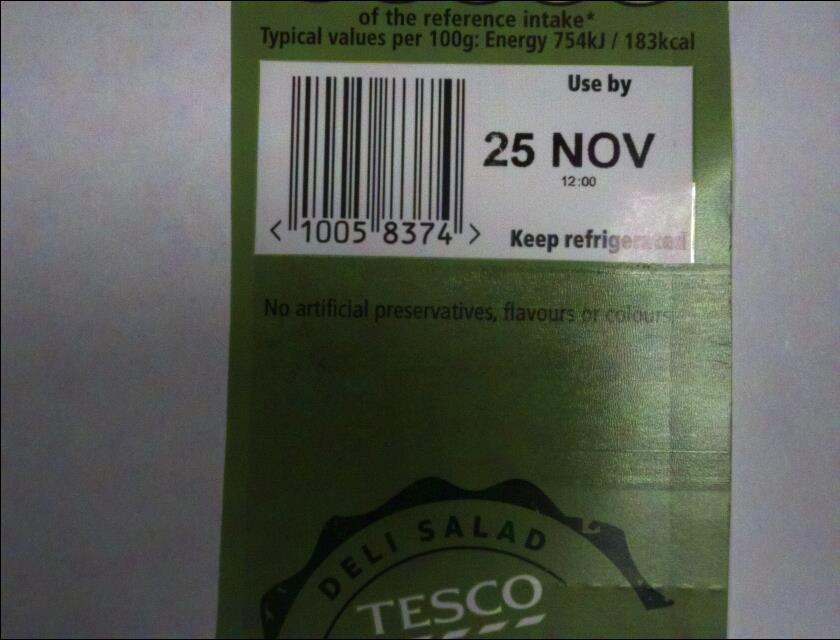 of the reference intake*
Typical values per 100g: Energy 754kJ / 183kcal
Use by
25 NOV
12:00
< 1005 8374 >
Keep refrigerated
No artificial preservatives, flavours or colours
DELI SALAD
TESCO